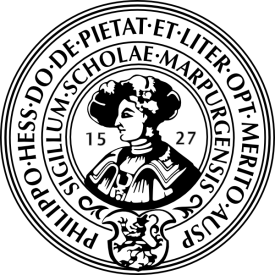 PHILIPPO·HESS·DO·DE·PIETAT·ET·LITER·OPT·MERITO·AUSP
SIGILLUM·SCHOLAE·MARPURGENSIS
15 27